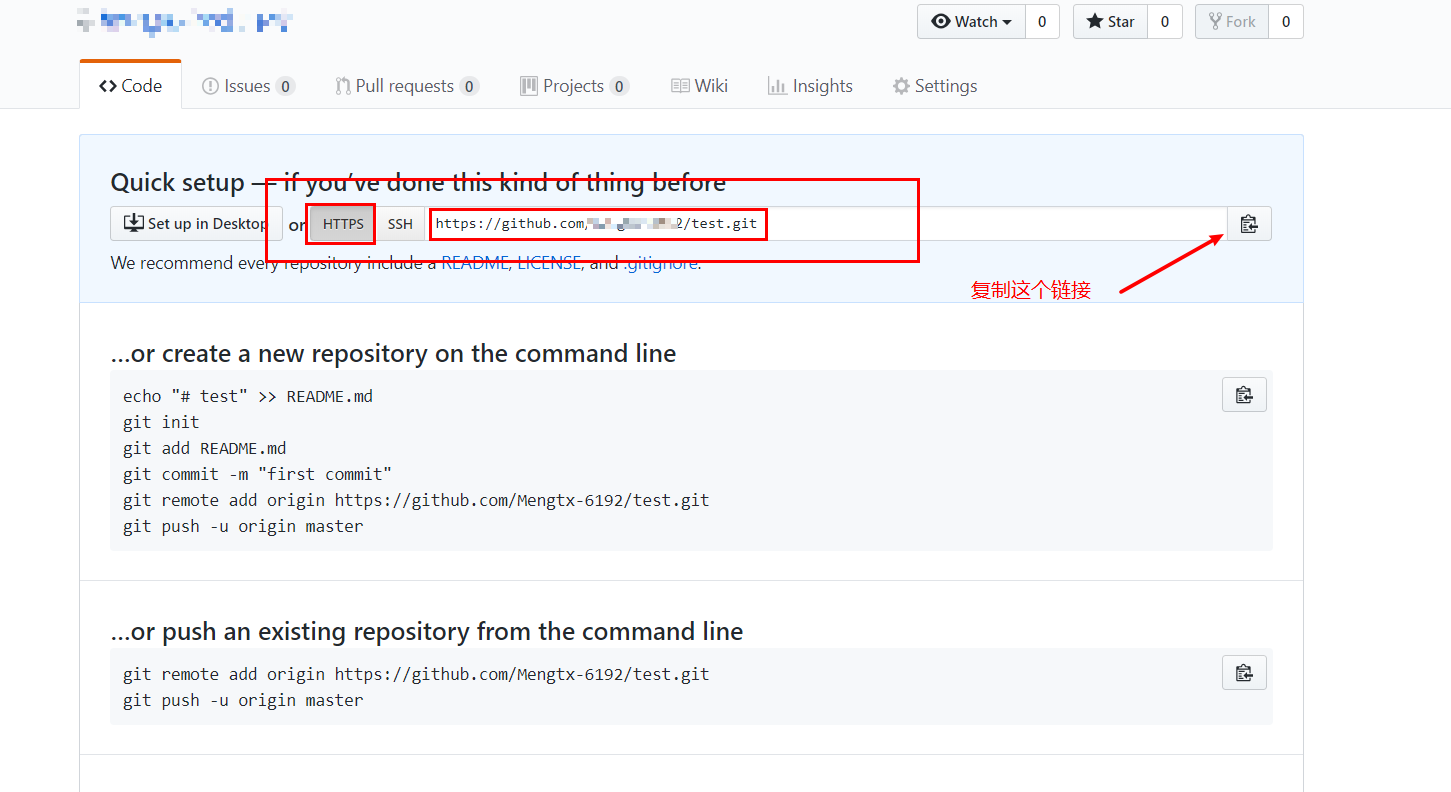 Watch 0 Star 0 Fork 0
Code Issues 0 Pull requests 0 Projects 0 Wiki Insights Settings
Quick setup — if you’ve done this kind of thing before
Set up in Desktop or HTTPS SSH https://github.com/ 2/test.git
We recommend every repository include a README, LICENSE, and .gitignore.
复制这个链接
…or create a new repository on the command line
echo "# test" >> README.md
git init
git add README.md
git commit -m "first commit"
git remote add origin https://github.com/Mengtx-6192/test.git
git push -u origin master
…or push an existing repository from the command line
git remote add origin https://github.com/Mengtx-6192/test.git
git push -u origin master